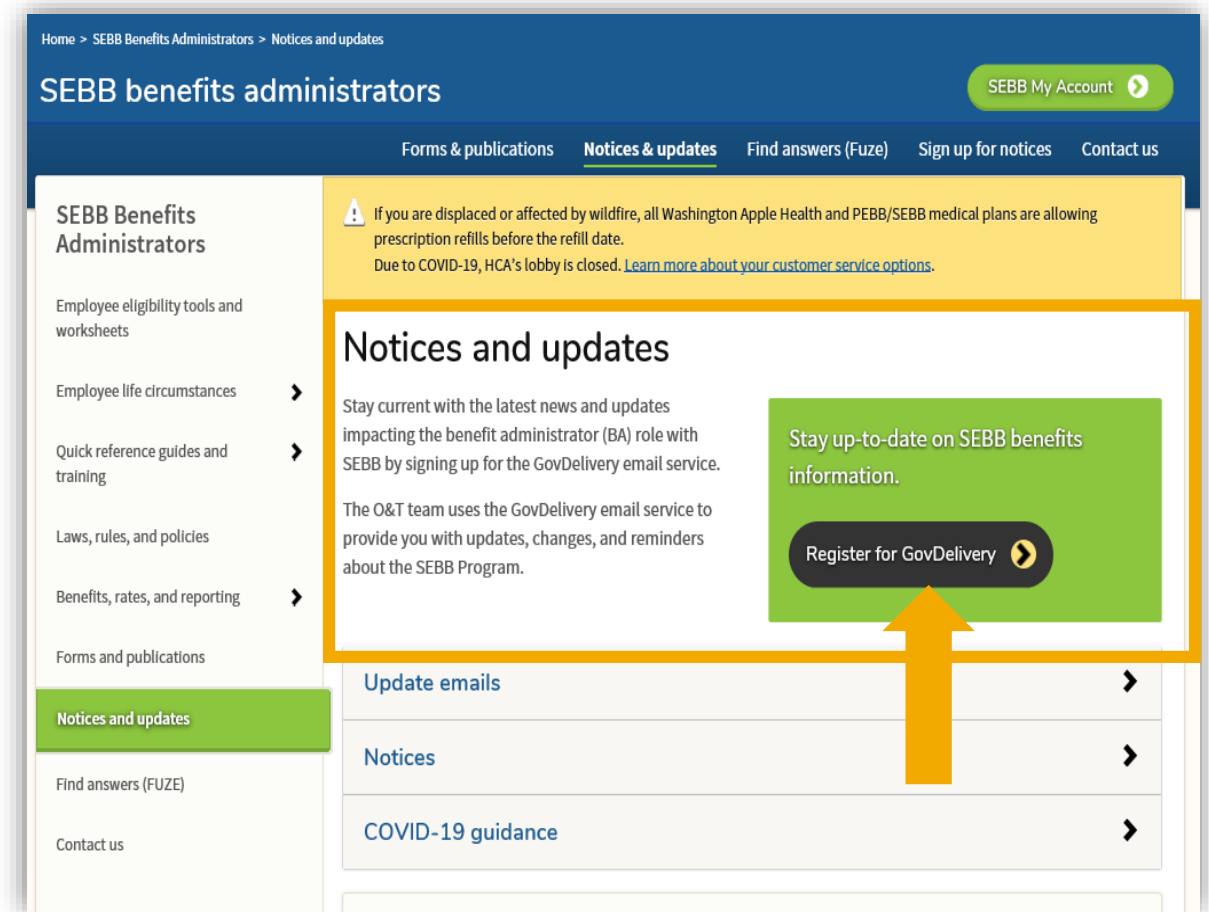 Home > SEBB Benefits Administrators > Notices and updates
SEBB benefits administrators
SEBB My Account
Forms & publications
Notices & updates
Find answers (Fuze)
Sign up for notices
Contact us
SEBB Benefits
Administrators
Employee eligibility tools and
worksheets
Employee life circumstances
Quick reference guides and
training
Laws, rules, and policies
Benefits, rates, and reporting
Forms and publications
Notices and updates
Find answers (FUZE)
Contact us
If you are displaced or affected by wildfire, all Washington Apple Health and PEBB/SEBB medical plans are allowing
prescription refills before the refill date.
Due to COVID-19, HCA's lobby is closed. Learn more about your customer service options.
Notices and updates
Stay current with the latest news and updates
impacting the benefit administrator (BA) role with
SEBB by signing up for the GovDelivery email service.
The O&T team uses the GovDelivery email service to
provide you with updates, changes, and reminders
about the SEBB Program.
Stay up-to-date on SEBB benefits
information.
Register for GovDelivery
Update emails
Notices
COVID-19 guidance